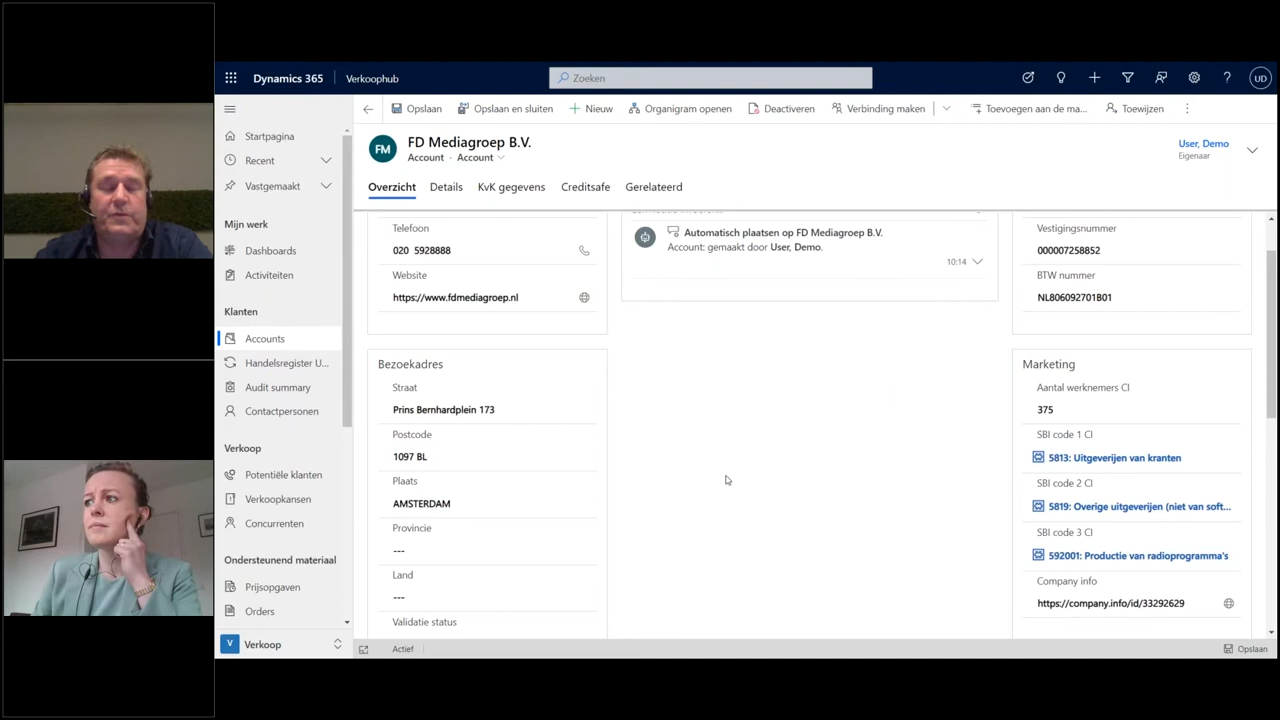 Dynamics 365
Verkoophub
Zoeken
UD
Opslaan
Opslaan en sluiten
Nieuw
Organigram openen
Deactiveren
Verbinding maken
Toevoegen aan de ma...
Toewijzen
FM
FD Mediagroep B.V.
Account · Account
User, Demo
Eigenaar
Overzicht
Details
KvK gegevens
Creditsafe
Gerelateerd
Startpagina
Recent
Vastgemaakt
Mijn werk
Dashboards
Activiteiten
Klanten
Accounts
Handelsregister U...
Audit summary
Contactpersonen
Verkoop
Potentiële klanten
Verkoopkansen
Concurrenten
Ondersteunend materiaal
Prijsopgaven
Orders
V Verkoop
Telefoon
020 5928888
Website
https://www.fdmediagroep.nl
Bezoekadres
Straat
Prins Bernhardplein 173
Postcode
1097 BL
Plaats
AMSTERDAM
Provincie
---
Land
---
Validatie status
Automatisch plaatsen op FD Mediagroep B.V.
Account: gemaakt door User, Demo.
10:14
Vestigingsnummer
000007258852
BTW nummer
NL806092701B01
Marketing
Aantal werknemers CI
375
SBI code 1 CI
5813: Uitgeverijen van kranten
SBI code 2 CI
5819: Overige uitgeverijen (niet van soft...
SBI code 3 CI
592001: Productie van radioprogramma's
Company info
https://company.info/id/33292629
Actief
Opslaan